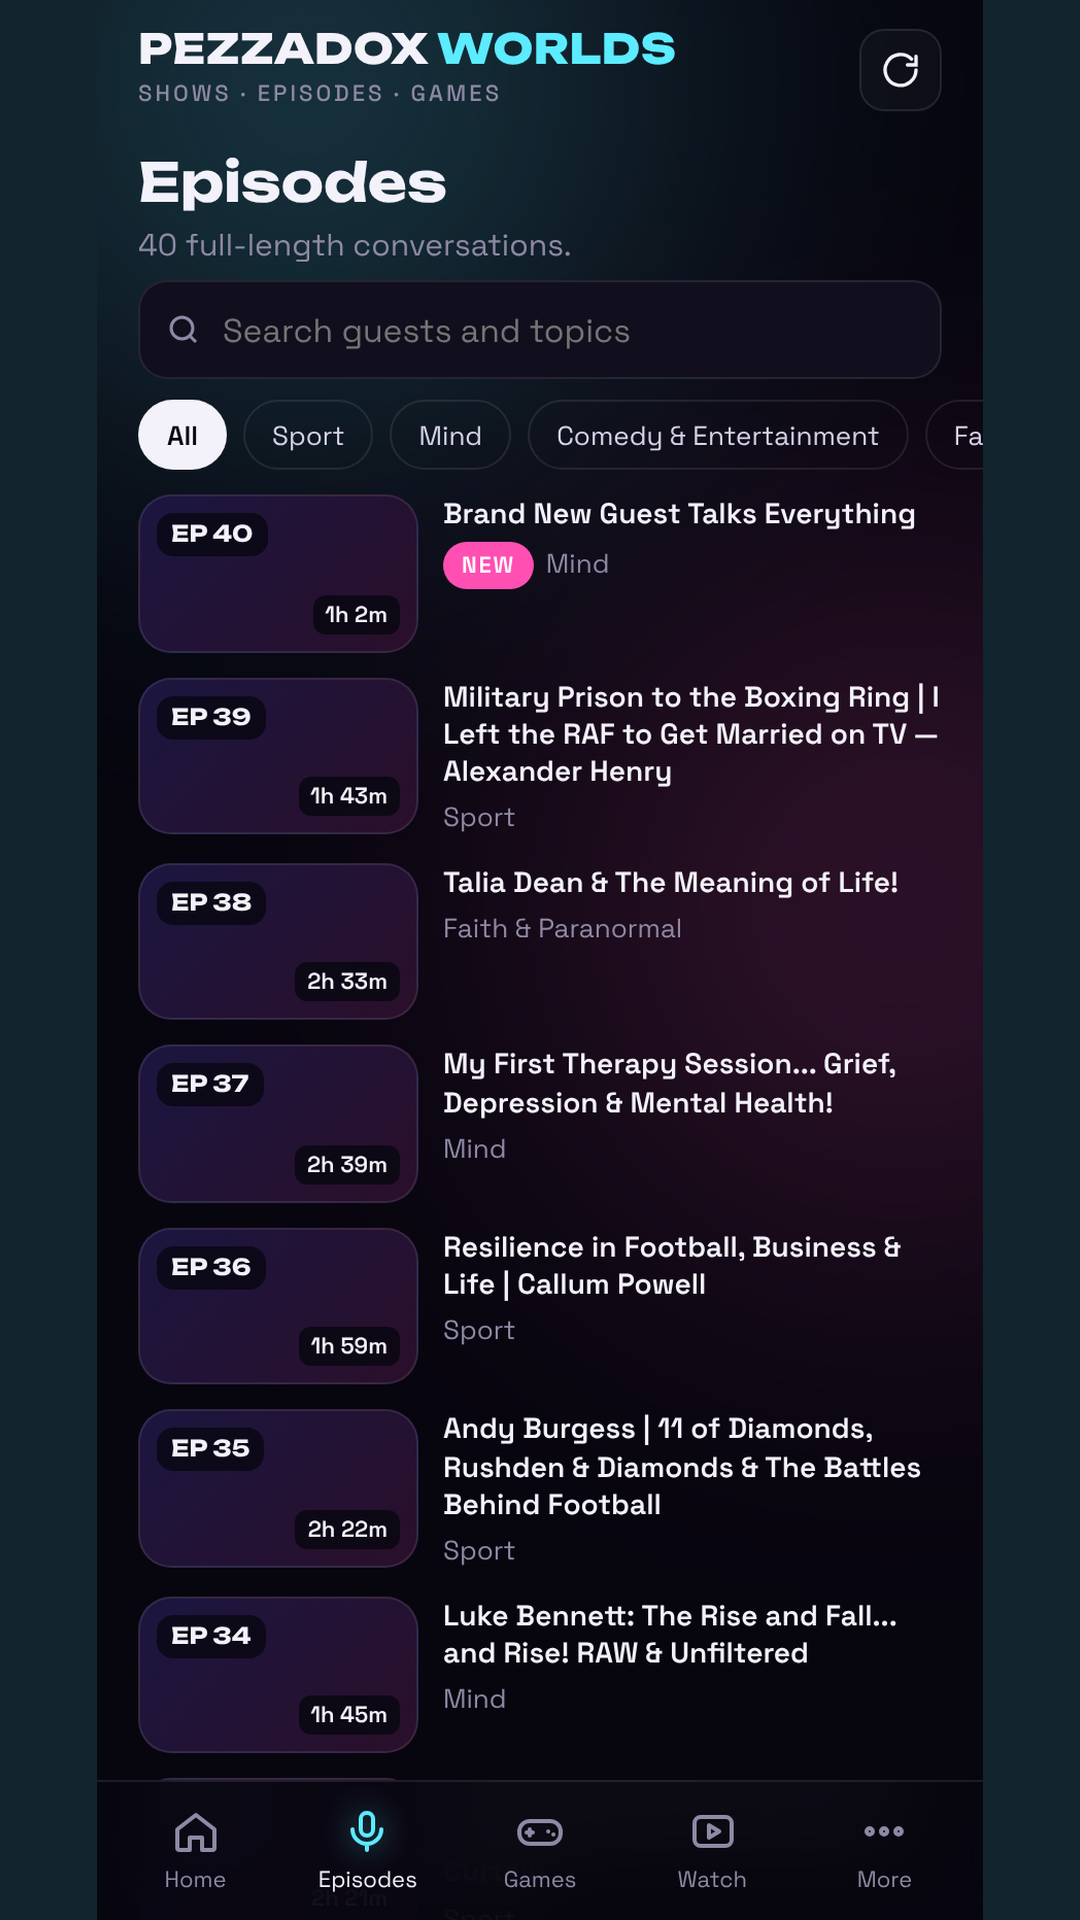 PEZZADOX WORLDS
SHOWS · EPISODES · GAMES
Episodes
40 full-length conversations.
Search guests and topics
All
Sport
Mind
Comedy & Entertainment
Fa
EP 40
1h 2m
Brand New Guest Talks Everything
NEW
Mind
EP 39
1h 43m
Military Prison to the Boxing Ring | I
Left the RAF to Get Married on TV —
Alexander Henry
Sport
EP 38
2h 33m
Talia Dean & The Meaning of Life!
Faith & Paranormal
EP 37
2h 39m
My First Therapy Session... Grief,
Depression & Mental Health!
Mind
EP 36
1h 59m
Resilience in Football, Business &
Life | Callum Powell
Sport
EP 35
2h 22m
Andy Burgess | 11 of Diamonds,
Rushden & Diamonds & The Battles
Behind Football
Sport
EP 34
1h 45m
Luke Bennett: The Rise and Fall...
and Rise! RAW & Unfiltered
Mind
2h 21m
Home
Episodes
Games
Watch
More